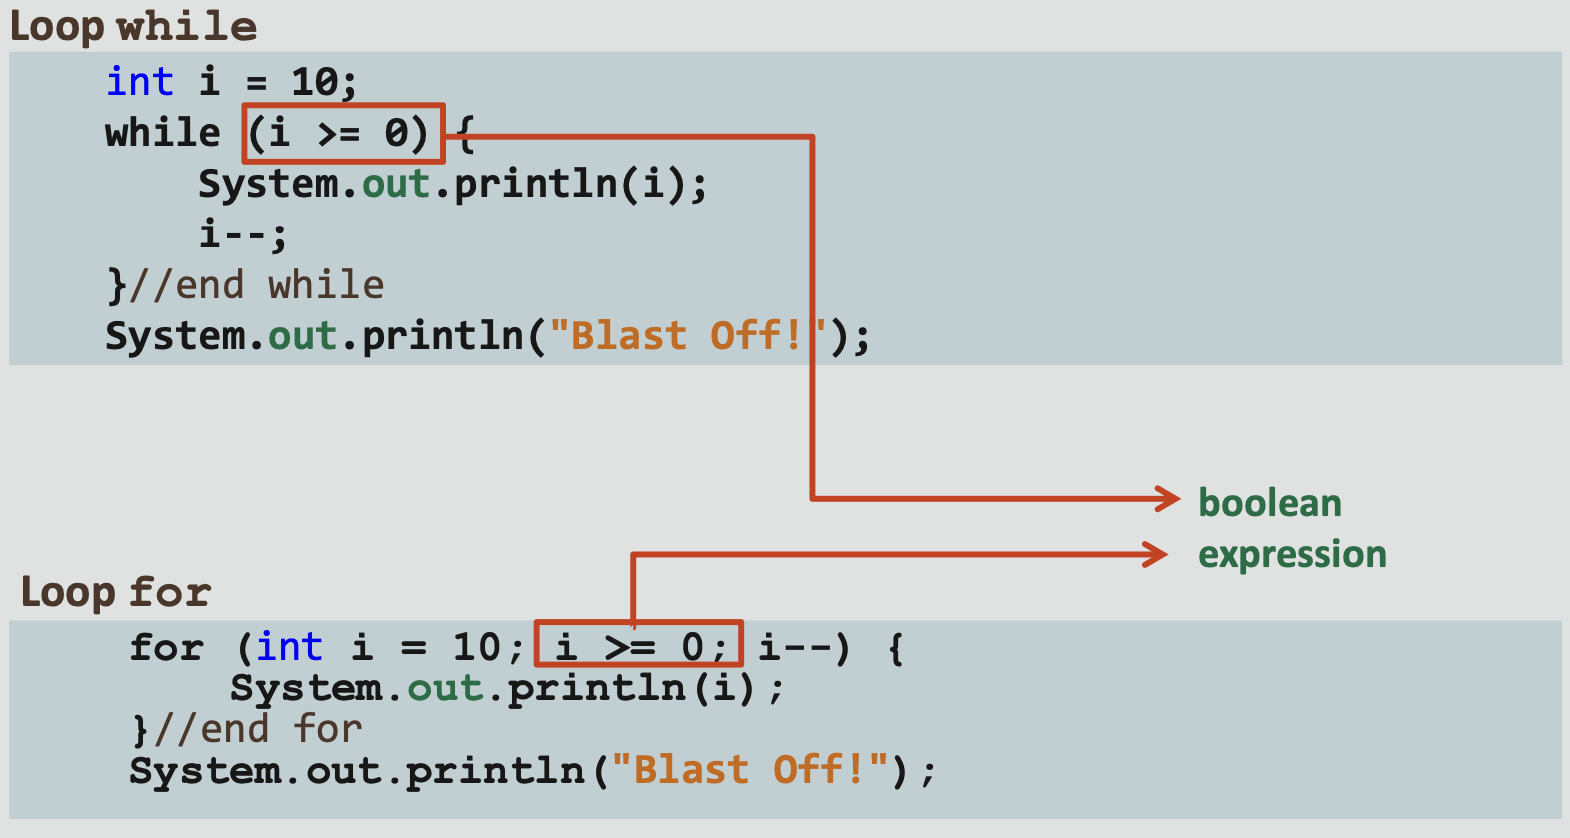 Loop while
int i = 10;
while (i >= 0) {
System.out.println(i);
i--;
}//end while
System.out.println("Blast Off!");
boolean
expression
Loop for
for (int i = 10; i >= 0; i--) {
System.out.println(i);
}//end for
System.out.println("Blast Off!");